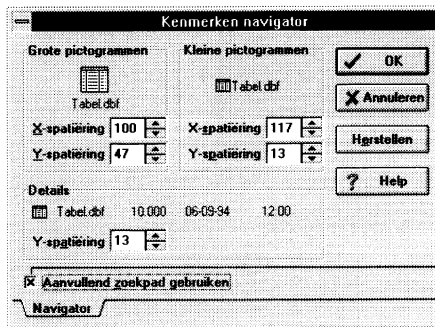 Kenmerken navigator
Grote pictogrammen
Tabel.dbf
X-spatiëring 100
Y-spatiëring 47
Kleine pictogrammen
Tabel.dbf
X-spatiëring 117
Y-spatiëring 13
OK
Annuleren
Herstellen
? Help
Details
Tabel.dbf 10.000 06-09-94 12:00
Y-spatiëring 13
Aanvullend zoekpad gebruiken
Navigator